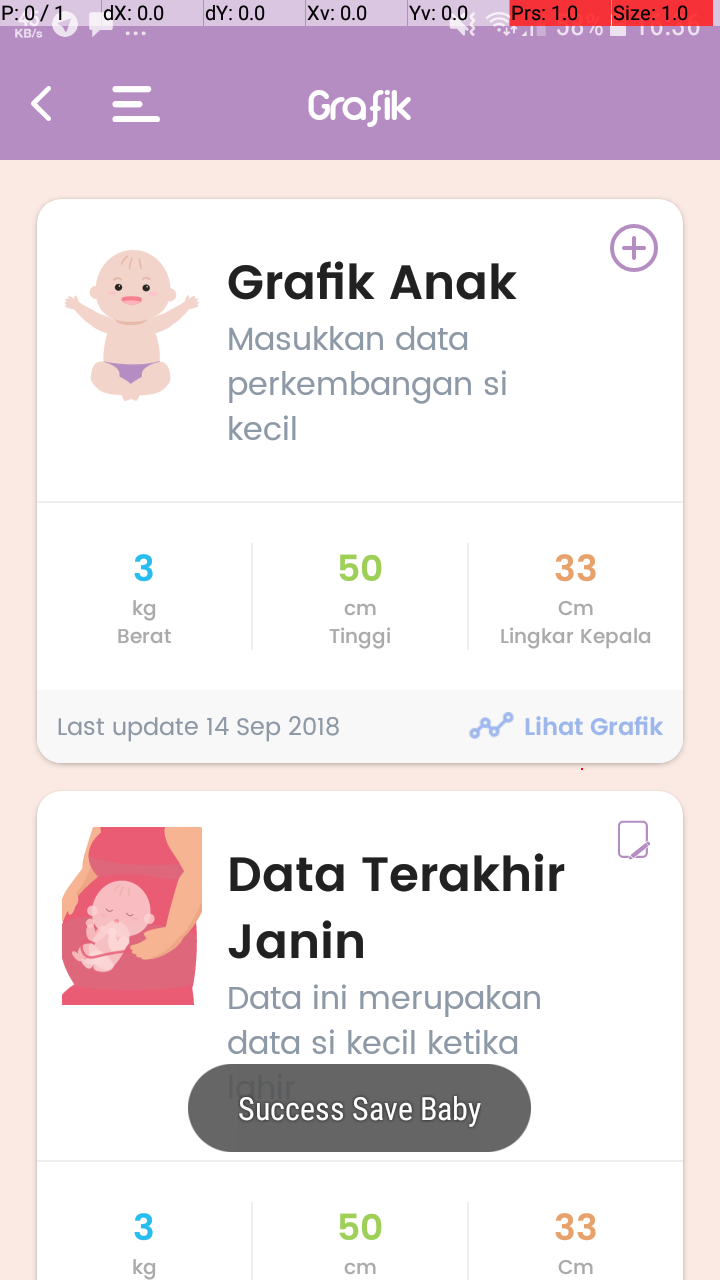 P: 0 / 1 dX: 0.0 dY: 0.0 Xv: 0.0 Yv: 0.0 Prs: 1.0 Size: 1.0
KB/s 58% 16:56
Grafik
Grafik Anak
Masukkan data
perkembangan si
kecil
3 50 33
kg cm Cm
Berat Tinggi Lingkar Kepala
Last update 14 Sep 2018 Lihat Grafik
Data Terakhir
Janin
Data ini merupakan
data si kecil ketika
lahir
Success Save Baby
3 50 33
kg cm Cm